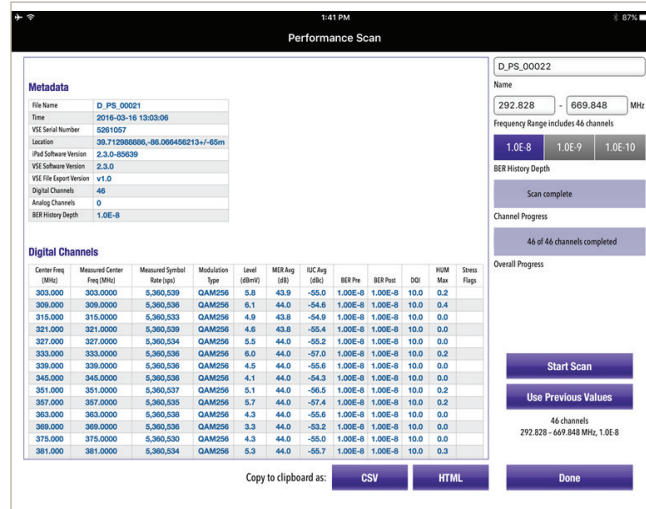 1:41 PM
87%
Performance Scan
Metadata
File Name D_PS_00021
Time 2016-03-16 13:03:06
VSE Serial Number 5261057
Location 39.712988886,-86.066456213+/-65m
iPad Software Version 2.3.0-85639
VSE Software Version 2.3.0
VSE File Export Version v1.0
Digital Channels 46
Analog Channels 0
BER History Depth 1.0E-8
Digital Channels
Center Freq (MHz) Measured Center Freq (MHz) Measured Symbol Rate (sps) Modulation Type Level (dBmV) MER Avg (dB) IUC Avg (dBc) BER Pre BER Post DQI HUM Max Stress Flags
303.000 303.0000 5,360,539 QAM256 5.8 43.9 -55.0 1.00E-8 1.00E-8 10.0 0.2
309.000 309.0000 5,360,536 QAM256 6.1 44.0 -54.6 1.00E-8 1.00E-8 10.0 0.4
315.000 315.0000 5,360,533 QAM256 4.9 43.8 -54.9 1.00E-8 1.00E-8 10.0 0.0
321.000 321.0000 5,360,539 QAM256 4.6 43.8 -55.4 1.00E-8 1.00E-8 10.0 0.0
327.000 327.0000 5,360,534 QAM256 5.5 44.0 -55.2 1.00E-8 1.00E-8 10.0 0.0
333.000 333.0000 5,360,536 QAM256 6.0 44.0 -57.0 1.00E-8 1.00E-8 10.0 0.2
339.000 339.0000 5,360,536 QAM256 4.5 44.0 -55.6 1.00E-8 1.00E-8 10.0 0.0
345.000 345.0000 5,360,536 QAM256 4.1 44.0 -54.3 1.00E-8 1.00E-8 10.0 0.0
351.000 351.0000 5,360,537 QAM256 5.1 44.0 -56.5 1.00E-8 1.00E-8 10.0 0.2
357.000 357.0000 5,360,535 QAM256 5.7 44.0 -57.4 1.00E-8 1.00E-8 10.0 0.2
363.000 363.0000 5,360,538 QAM256 4.3 44.0 -55.6 1.00E-8 1.00E-8 10.0 0.0
369.000 369.0000 5,360,536 QAM256 3.3 44.0 -53.2 1.00E-8 1.00E-8 10.0 0.0
375.000 375.0000 5,360,530 QAM256 4.3 44.0 -55.0 1.00E-8 1.00E-8 10.0 0.0
381.000 381.0000 5,360,534 QAM256 5.3 44.0 -55.7 1.00E-8 1.00E-8 10.0 0.3
Copy to clipboard as: CSV HTML
D_PS_00022
Name
292.828 - 669.848 MHz
Frequency Range includes 46 channels
1.0E-8 1.0E-9 1.0E-10
BER History Depth
Scan complete
Channel Progress
46 of 46 channels completed
Overall Progress
Start Scan
Use Previous Values
46 channels
292.828 – 669.848 MHz, 1.0E-8
Done